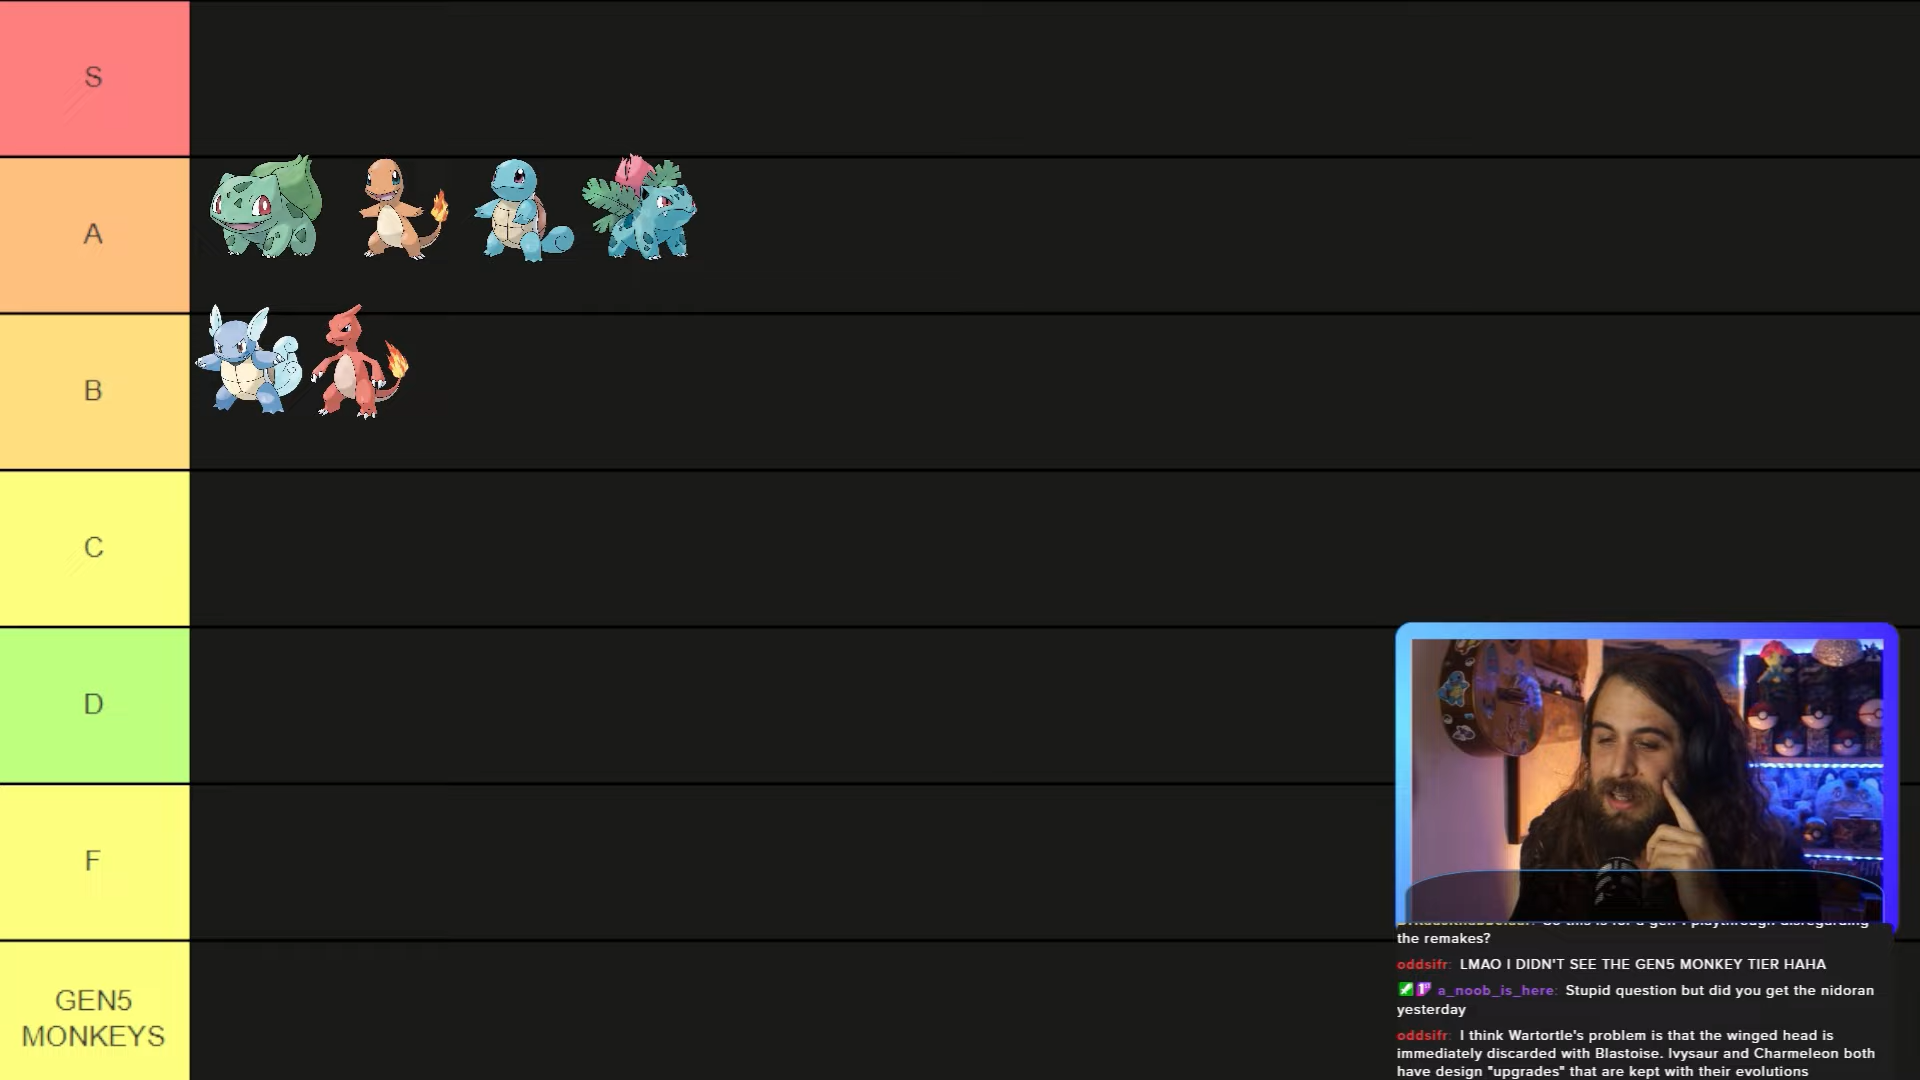 S
A
B
C
D
F
GEN5
MONKEYS
the remakes?
oddsifr: LMAO I DIDN'T SEE THE GEN5 MONKEY TIER HAHA
a_noob_is_here: Stupid question but did you get the nidoran
yesterday
oddsifr: I think Wartortle's problem is that the winged head is
immediately discarded with Blastoise. Ivysaur and Charmeleon both
have design "upgrades" that are kept with their evolutions